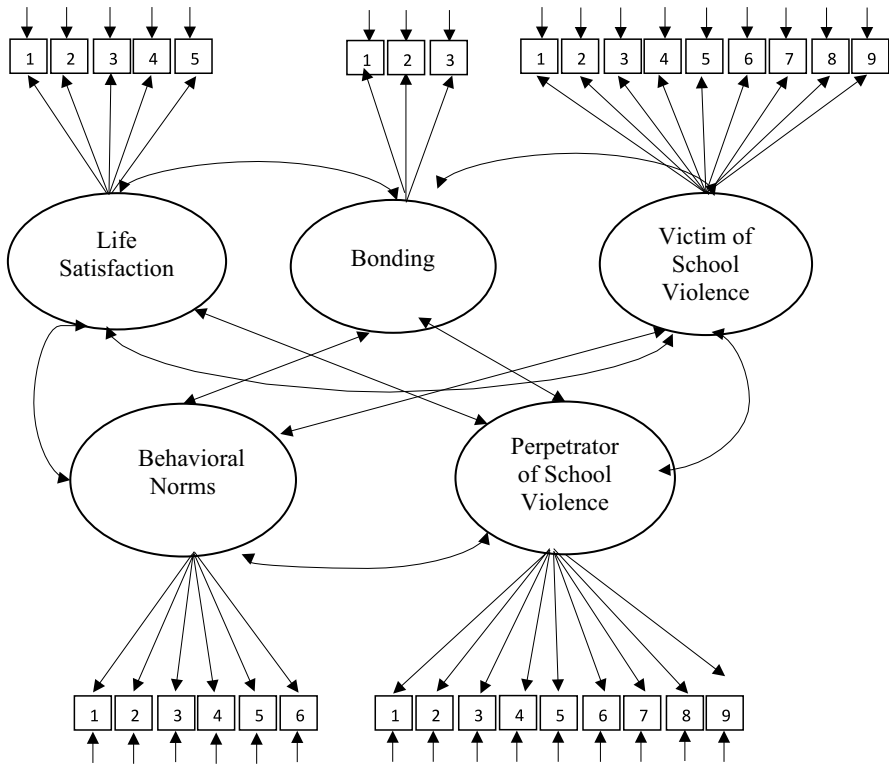 1 2 3 4 5
1 2 3
1 2 3 4 5 6 7 8 9
Life
Satisfaction
Bonding
Victim of
School
Violence
Behavioral
Norms
Perpetrator
of School
Violence
1 2 3 4 5 6
1 2 3 4 5 6 7 8 9